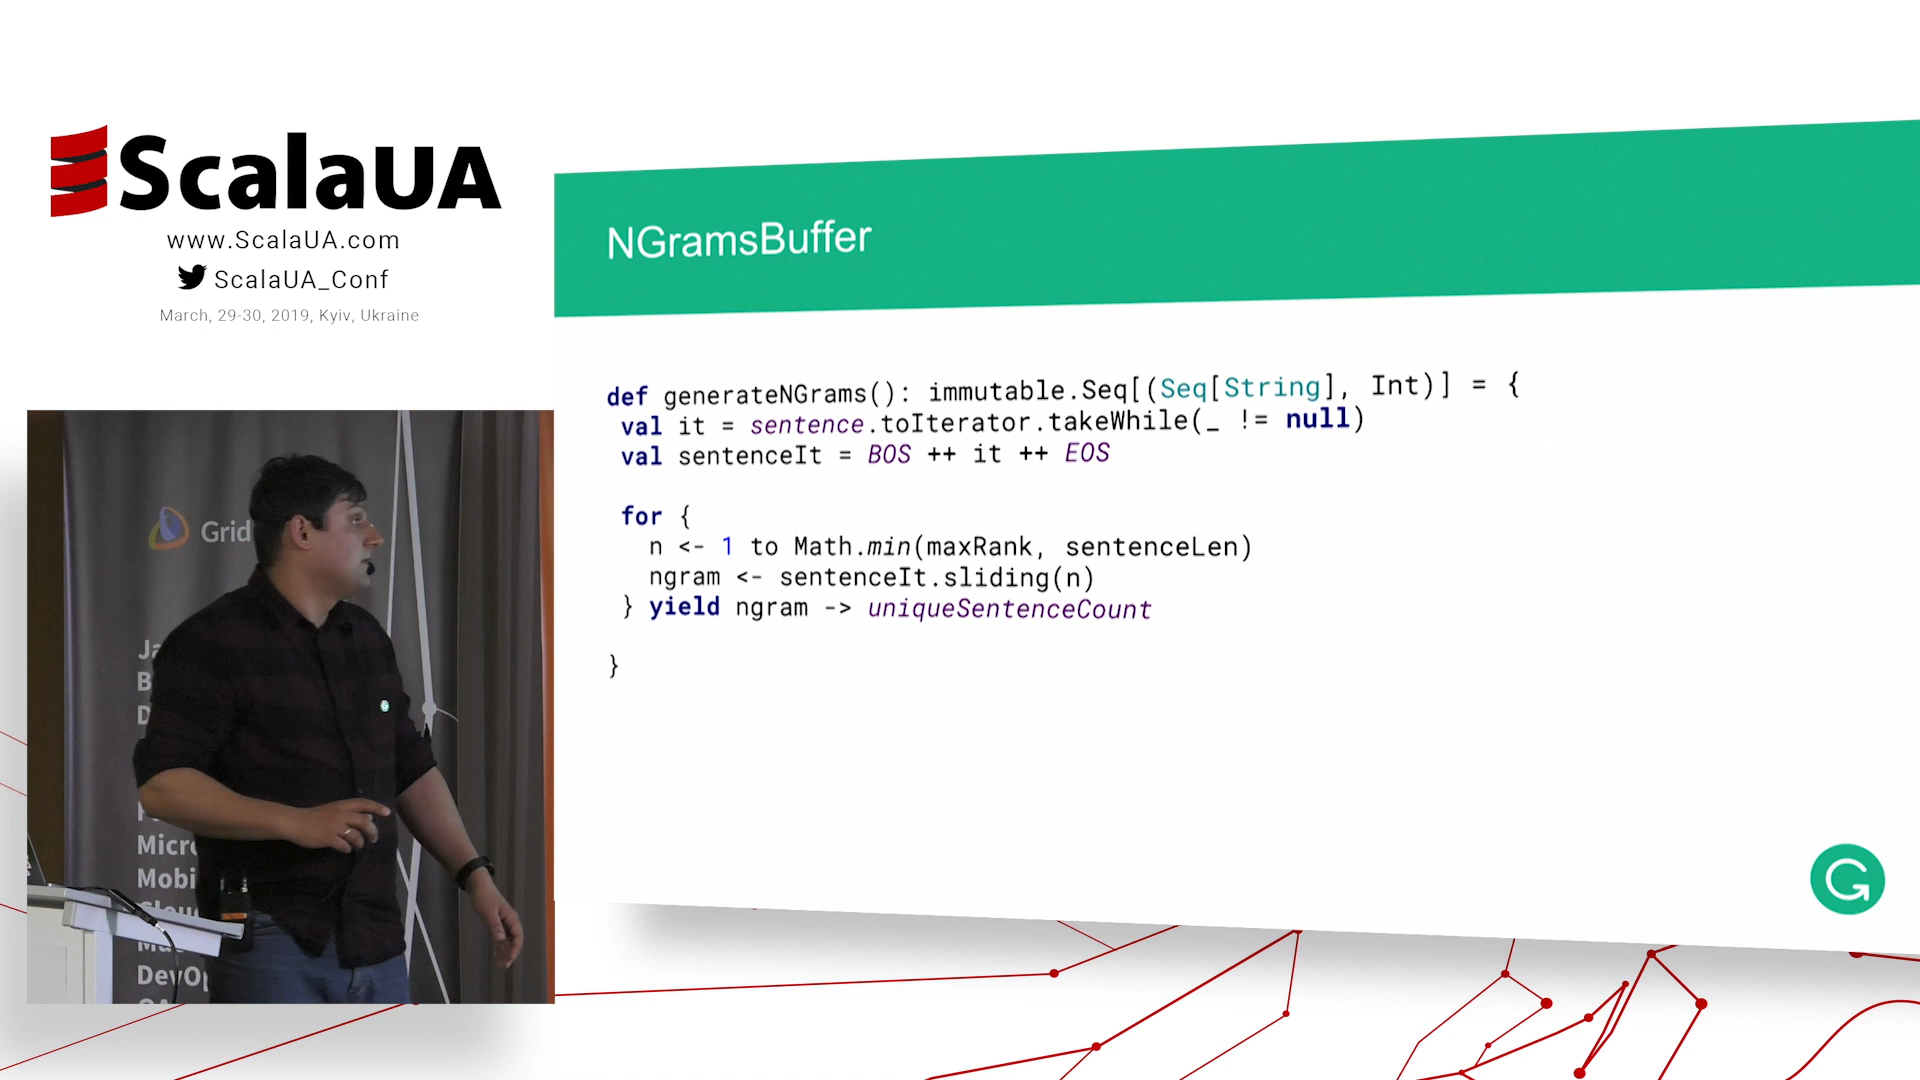 ScalaUA
www.ScalaUA.com
ScalaUA_Conf
March, 29-30, 2019, Kyiv, Ukraine
NGramsBuffer
def generateNGrams(): immutable.Seq[(Seq[String], Int)] = {
val it = sentence.toIterator.takeWhile(_ != null)
val sentenceIt = BOS ++ it ++ EOS
for {
n <- 1 to Math.min(maxRank, sentenceLen)
ngram <- sentenceIt.sliding(n)
} yield ngram -> uniqueSentenceCount
}
Grid
Micro
Mobi
DevO